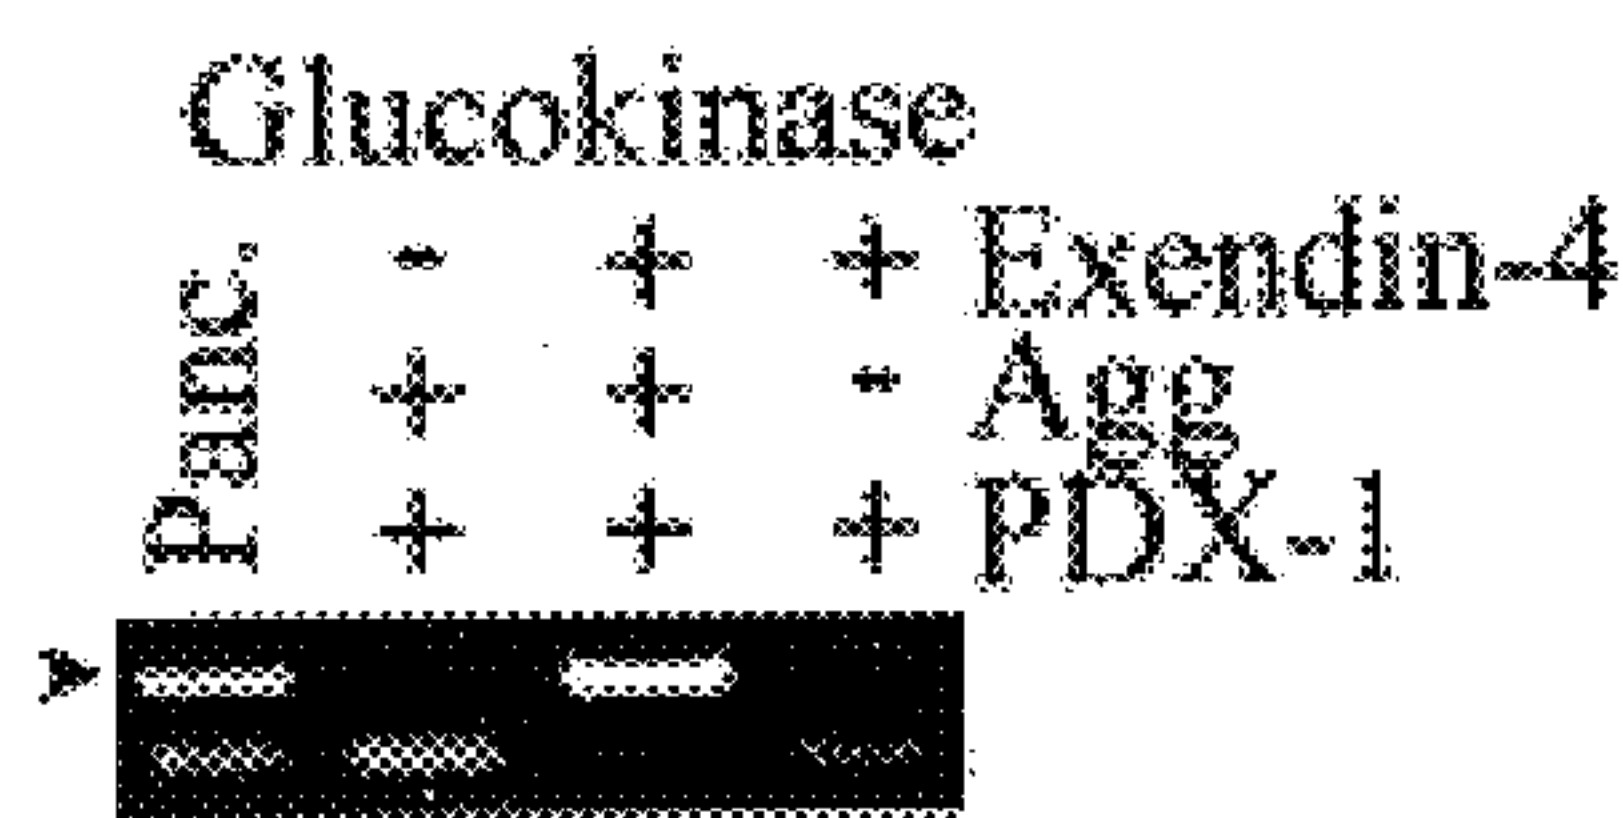 Glucokinase
Panc. - + + Exendin-4
+ + - Agg
+ + + PDX-1